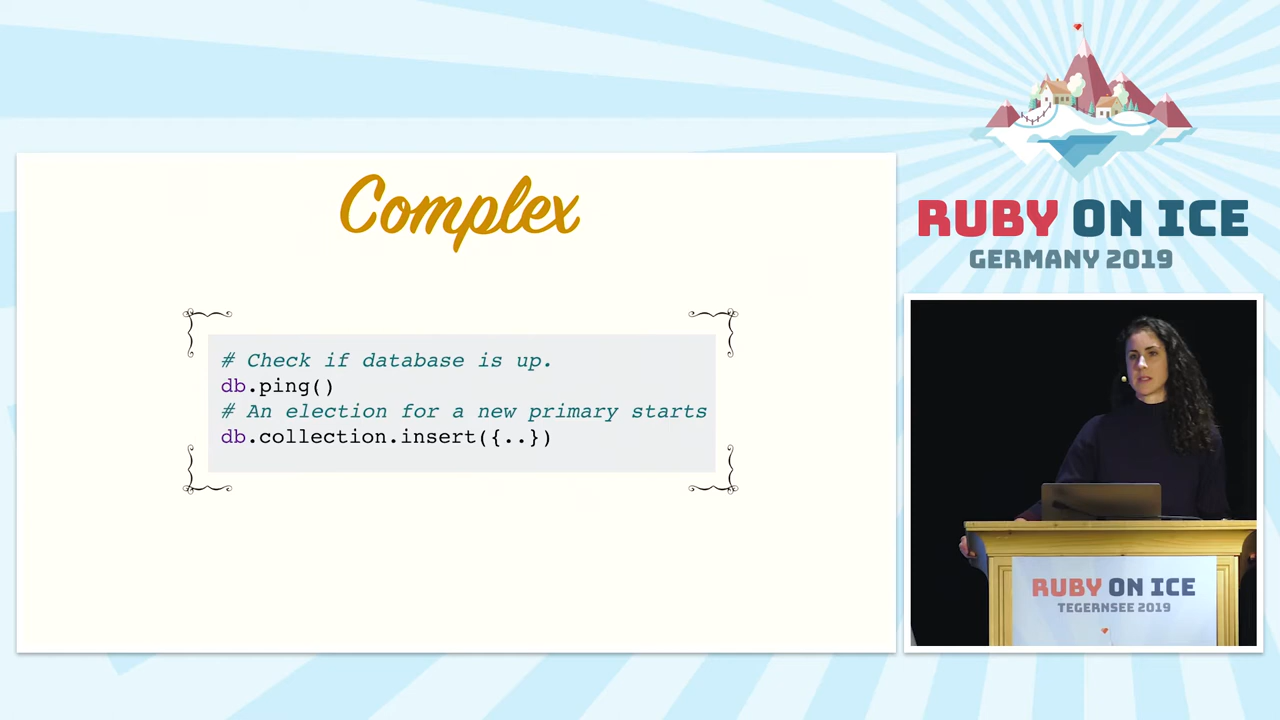 Complex
# Check if database is up.
db.ping()
# An election for a new primary starts
db.collection.insert({..})
RUBY ON ICE
GERMANY 2019
RUBY ON ICE
TEGERNSEE 2019